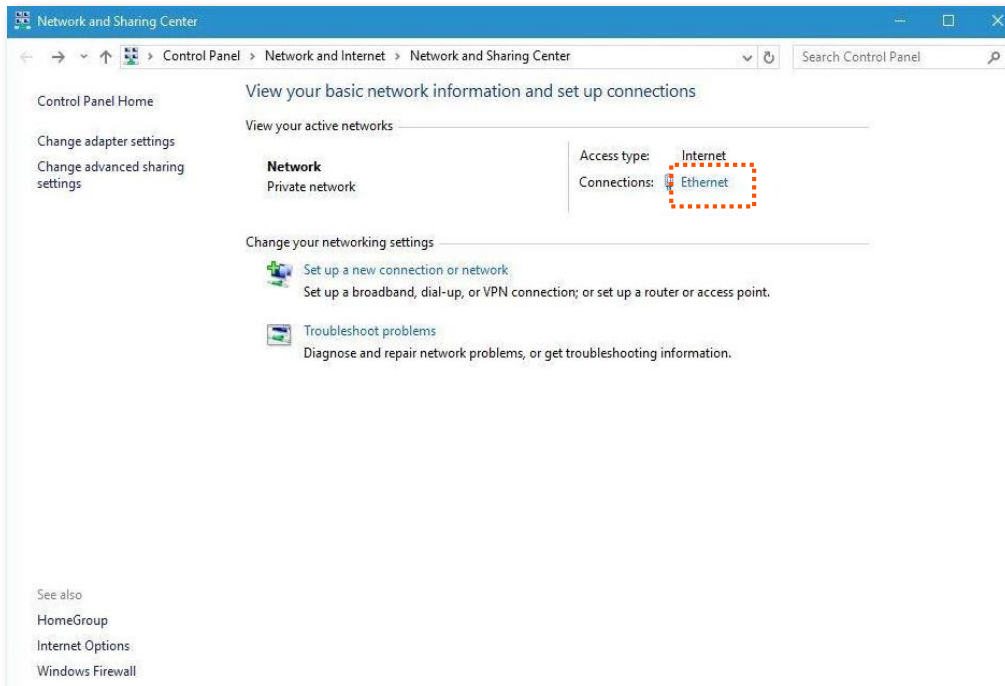 Network and Sharing Center
Control Panel > Network and Internet > Network and Sharing Center
Search Control Panel
Control Panel Home
Change adapter settings
Change advanced sharing
settings
View your basic network information and set up connections
View your active networks
Network
Private network
Access type: Internet
Connections: Ethernet
Change your networking settings
Set up a new connection or network
Set up a broadband, dial-up, or VPN connection; or set up a router or access point.
Troubleshoot problems
Diagnose and repair network problems, or get troubleshooting information.
See also
HomeGroup
Internet Options
Windows Firewall